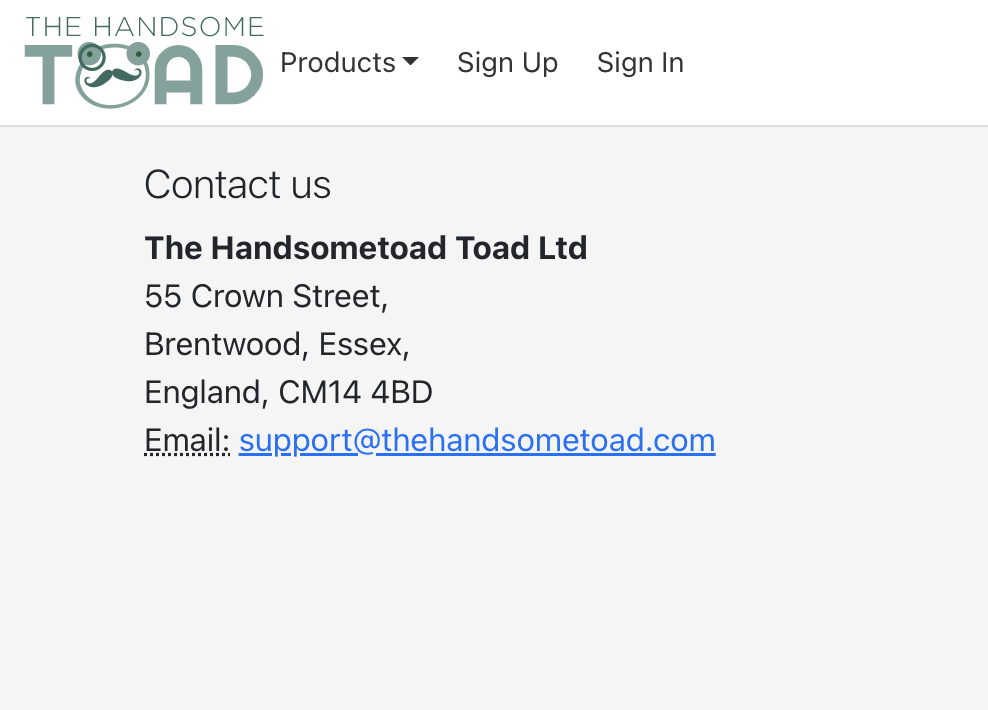 THE HANDSOME
TOAD
Products
Sign Up
Sign In
Contact us
The Handsometoad Toad Ltd
55 Crown Street,
Brentwood, Essex,
England, CM14 4BD
Email: support@thehandsometoad.com